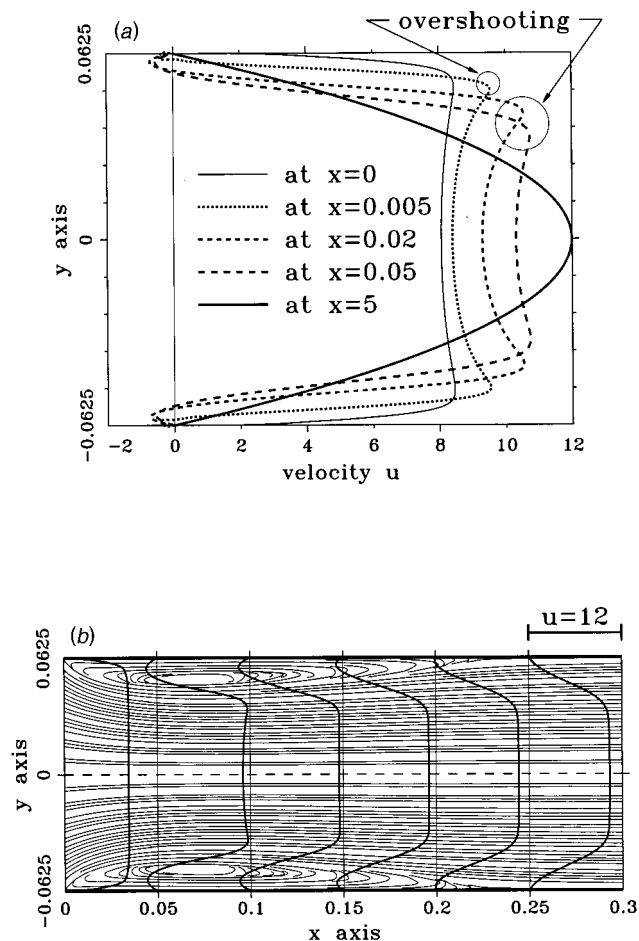 overshooting
(a)
0.0625
0
-0.0625
y axis
at x=0
at x=0.005
at x=0.02
at x=0.05
at x=5
-2 0 2 4 6 8 10 12
velocity u
(b)
u=12
0.0625
0
-0.0625
y axis
0 0.05 0.1 0.15 0.2 0.25 0.3
x axis